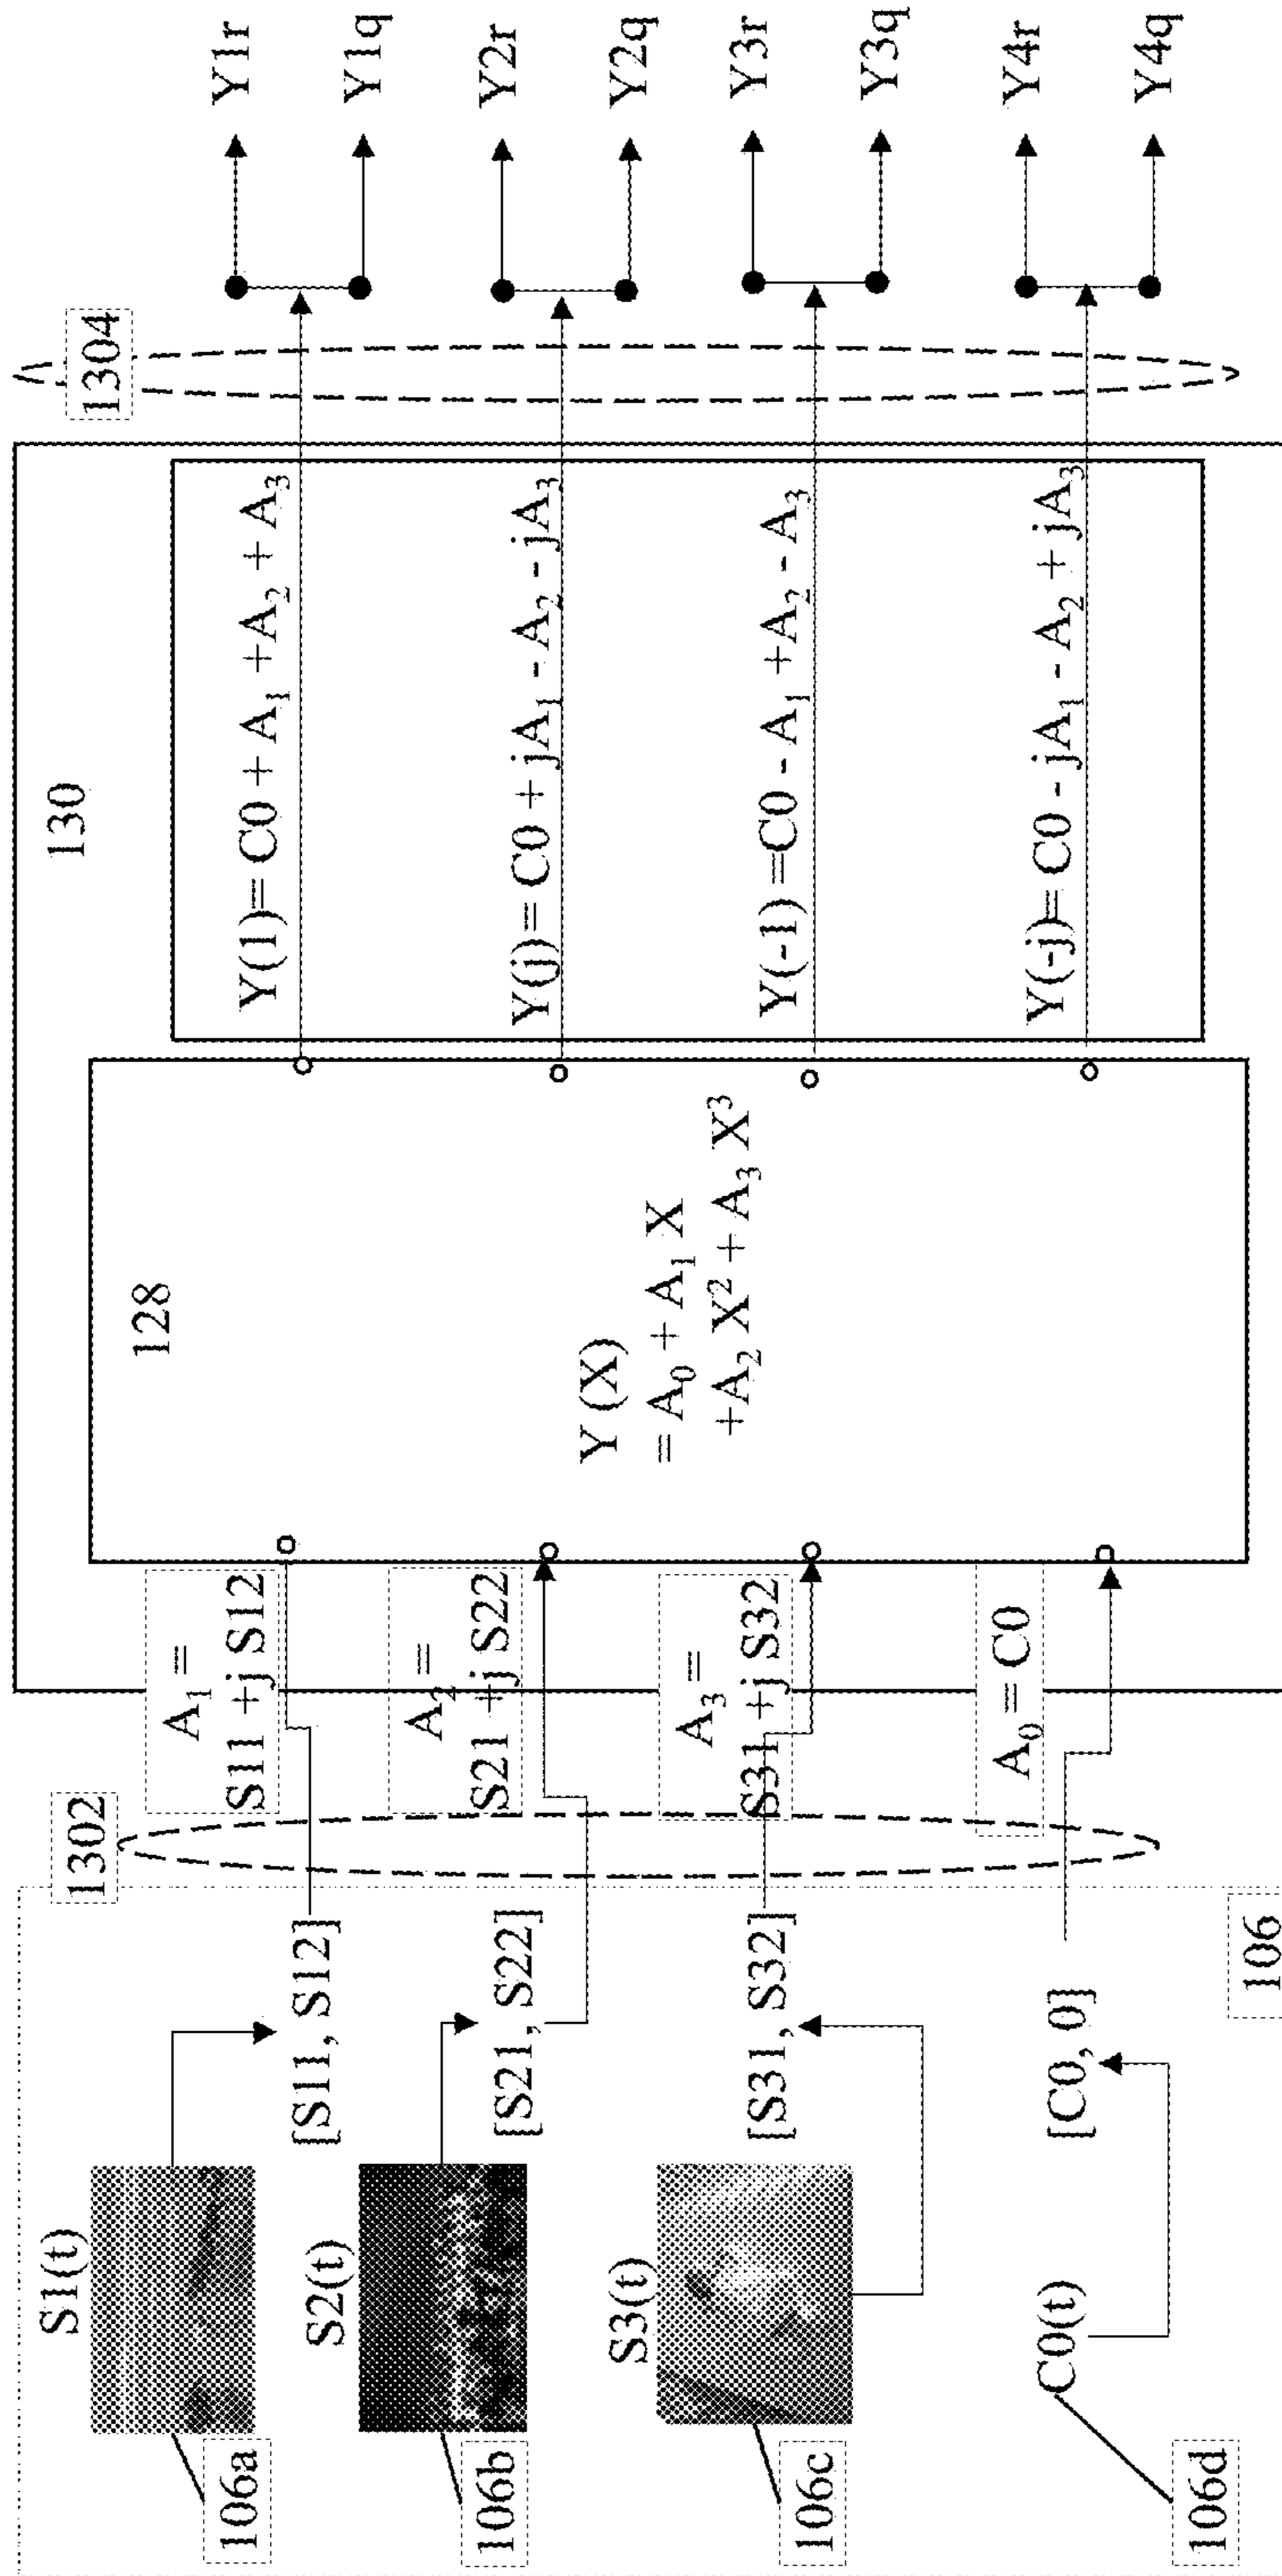 S1(t)
106a
[S11, S12]
S2(t)
106b
[S21, S22]
S3(t)
106c
[S31, S32]
C0(t)
106d
[C0, 0]
106
1302
A₁ =
S11 +j S12
A₂ =
S21 +j S22
A₃ =
S31 +j S32
A₀ = C0
128
Y (X)
= A₀ + A₁ X
+A₂ X² + A₃ X³
130
Y(1)= C0 + A₁ +A₂ + A₃
Y(j)= C0 + jA₁ - A₂ - jA₃
Y(-1) =C0 - A₁ +A₂ - A₃
Y(-j)= C0 - jA₁ - A₂ + jA₃
1304
Y1r
Y1q
Y2r
Y2q
Y3r
Y3q
Y4r
Y4q